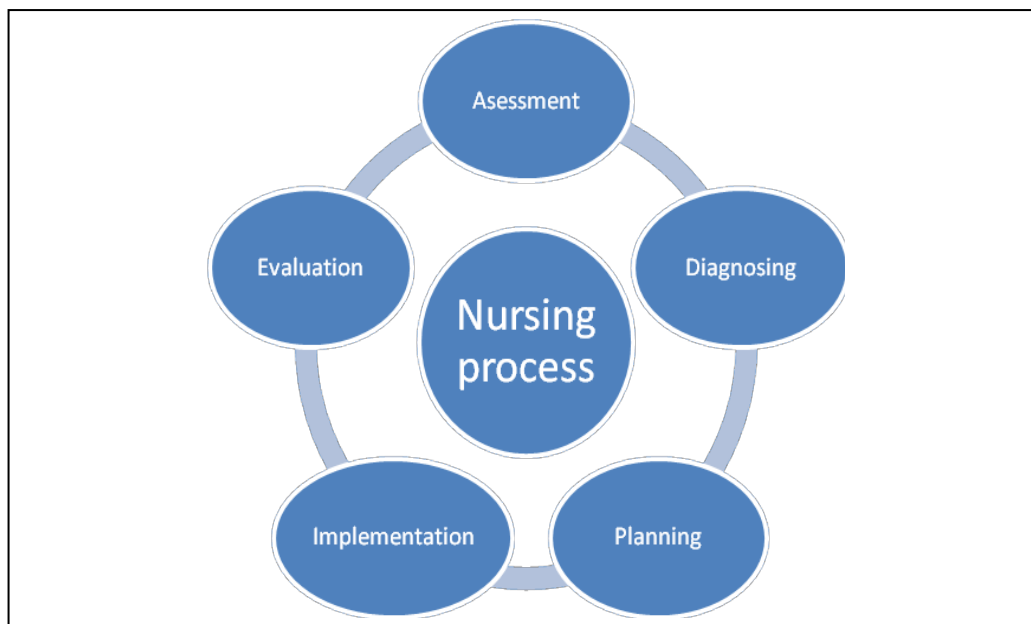 Asessment
Diagnosing
Planning
Implementation
Evaluation
Nursing
process